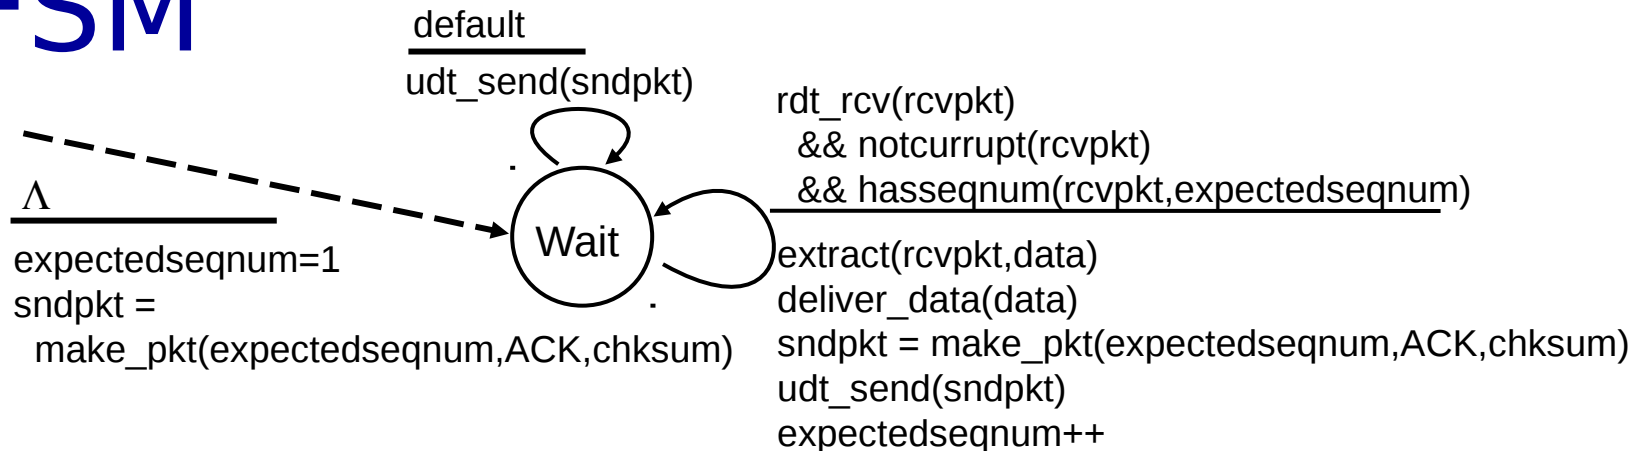 FSM
default
udt_send(sndpkt)
rdt_rcv(rcvpkt)
&& notcurrupt(rcvpkt)
&& hasseqnum(rcvpkt,expectedseqnum)
Λ
Wait
expectedseqnum=1
sndpkt =
make_pkt(expectedseqnum,ACK,chksum)
extract(rcvpkt,data)
deliver_data(data)
sndpkt = make_pkt(expectedseqnum,ACK,chksum)
udt_send(sndpkt)
expectedseqnum++